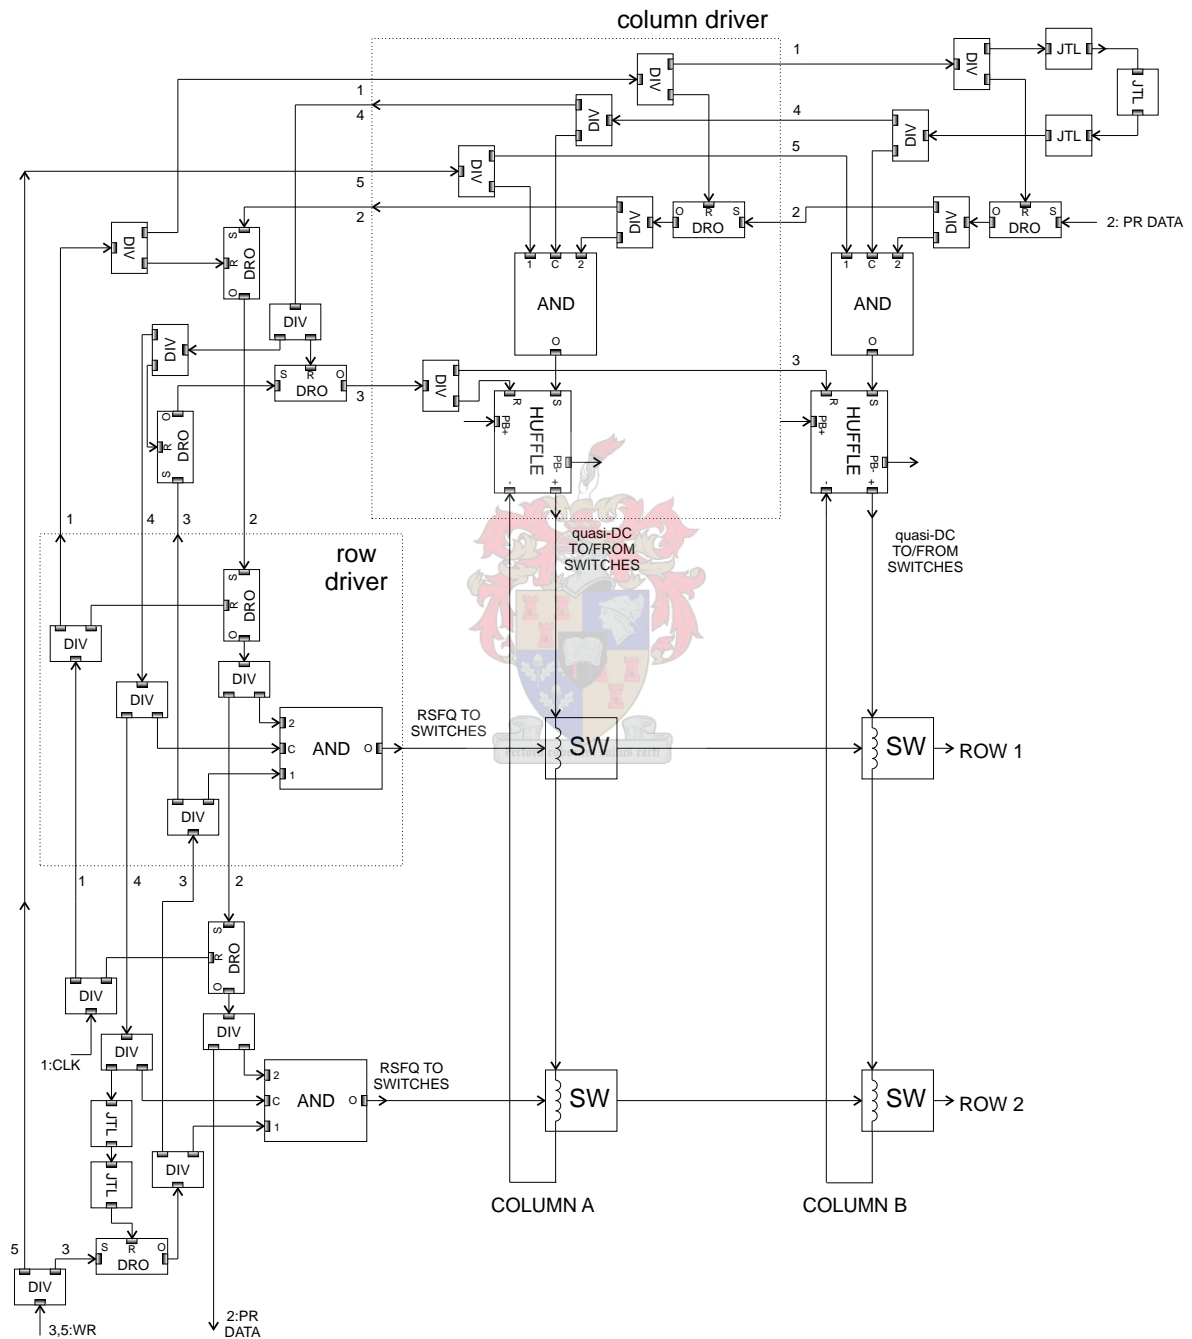 column driver
1
DIV
DIV
JTL
JTL
1
4
DIV
4
DIV
JTL
DIV
5
5
2
DIV
O
R
S
DRO
2
DIV
O
R
S
DRO
2: PR DATA
DIV
S
R
O
DRO
1
C
2
AND
O
1
C
2
AND
O
DIV
DIV
S
R
O
DRO
3
DIV
3
O
R
S
DRO
R
S
PB+
HUFFLE
PB-
-
+
R
S
PB+
HUFFLE
PB-
-
+
1
4
3
2
row
driver
quasi-DC
TO/FROM
SWITCHES
quasi-DC
TO/FROM
SWITCHES
S
R
O
DRO
DIV
DIV
DIV
2
C
1
AND
O
RSFQ TO
SWITCHES
SW
SW
ROW 1
DIV
1
4
3
2
S
R
O
DRO
DIV
DIV
1:CLK
DIV
2
C
1
AND
O
RSFQ TO
SWITCHES
SW
SW
ROW 2
JTL
DIV
JTL
COLUMN A
COLUMN B
5
3
S
R
O
DRO
DIV
3,5:WR
2:PR
DATA